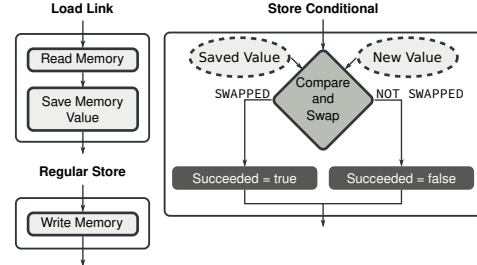 Load Link
Read Memory
Save Memory
Value
Regular Store
Write Memory
Store Conditional
Saved Value
New Value
Compare
and
Swap
SWAPPED
NOT SWAPPED
Succeeded = true
Succeeded = false